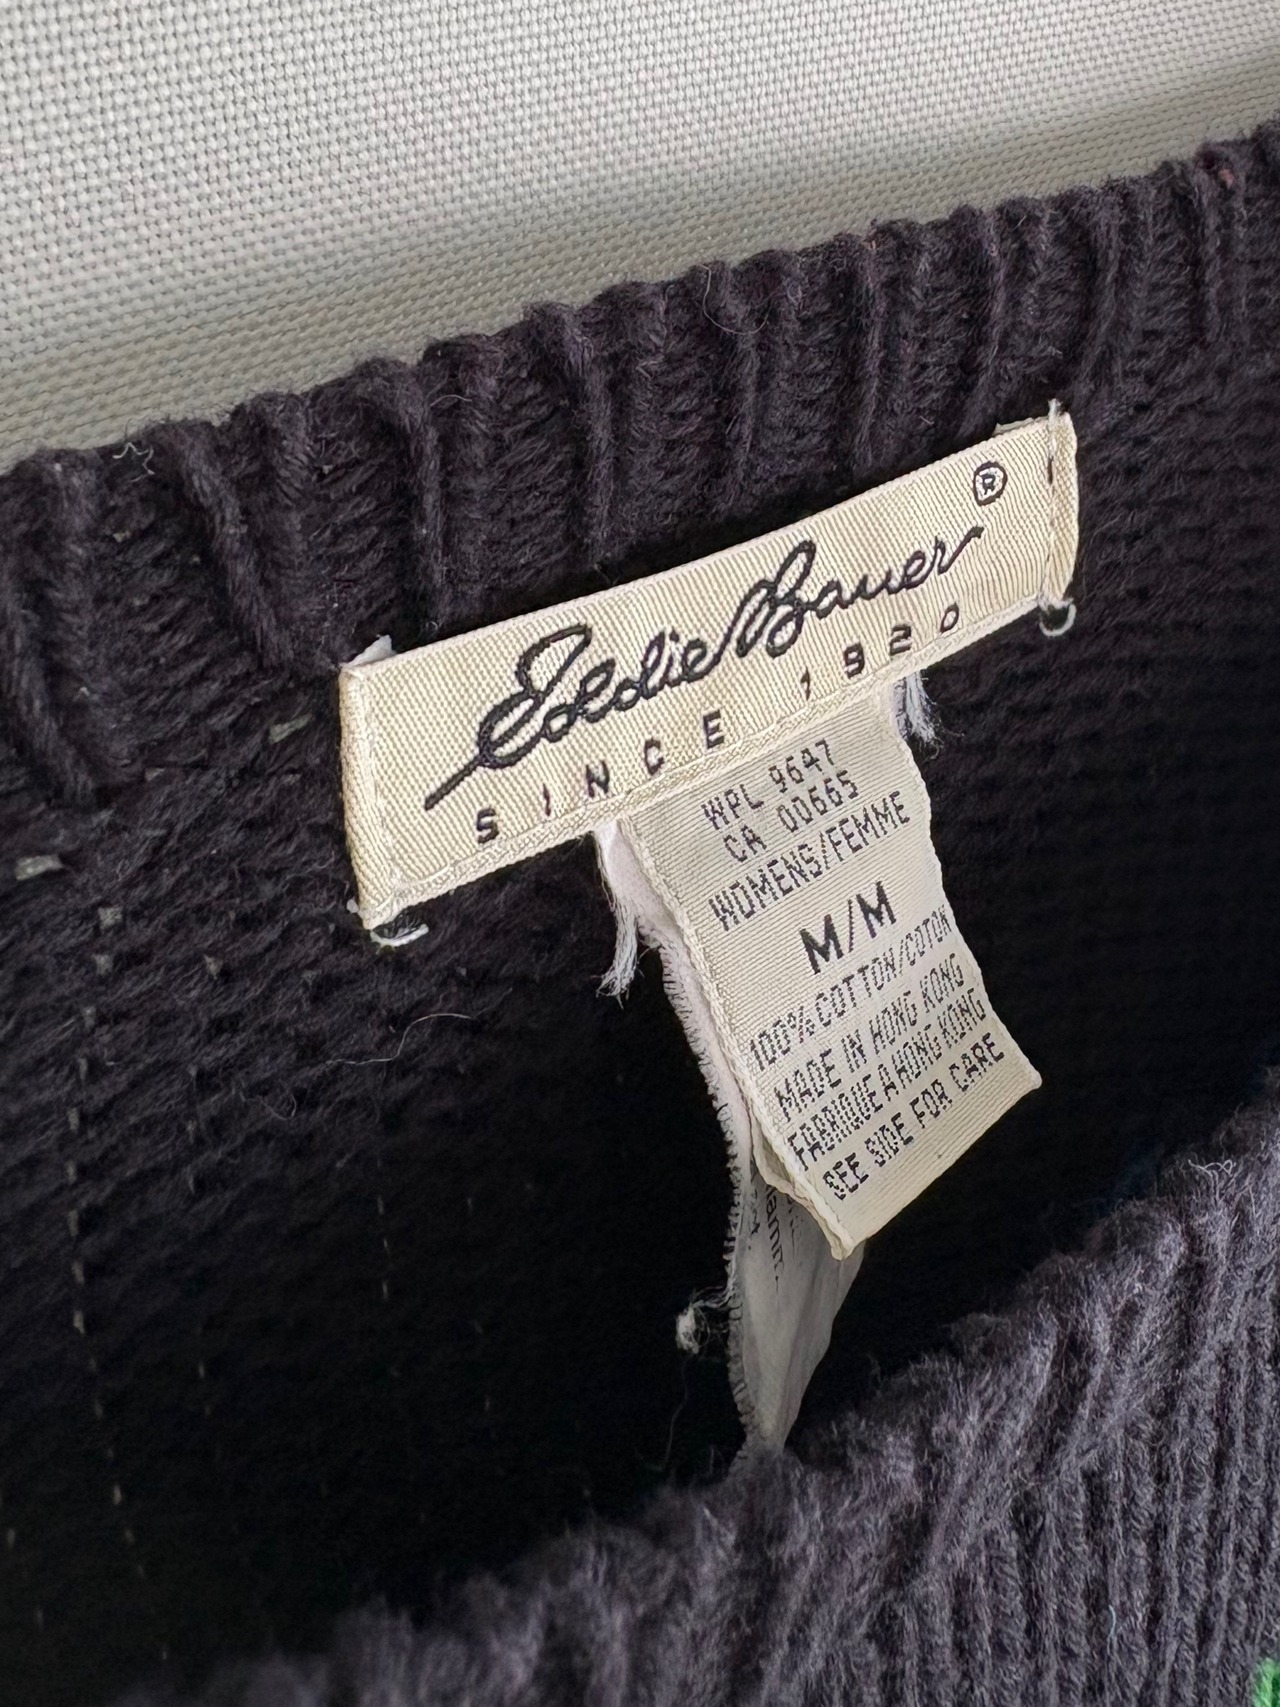 Eddie Bauer ®
SINCE 1920
WPL 9647
CA 00665
WOMENS/FEMME
M/M
100% COTTON/COTON
MADE IN HONG KONG
FABRIQUE A HONG KONG
SEE SIDE FOR CARE